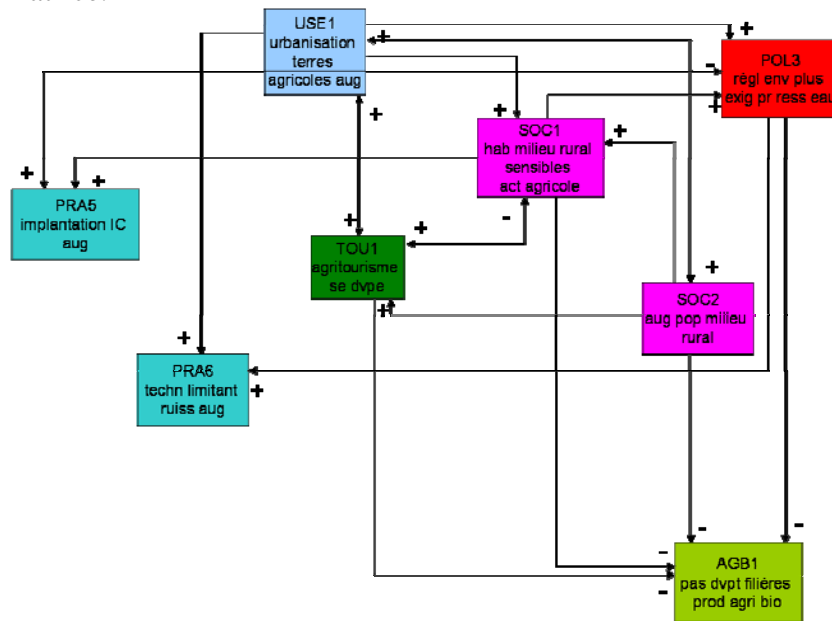 USE1
urbanisation
terres
agricoles aug
+
+
+
POL3
règl env plus
exig pr ress eau
-
+
+
SOC1
hab milieu rural
sensibles
act agricole
+
+
+
+
PRA5
implantation IC
aug
+
+
-
TOU1
agritourisme
se dvpe
+
+
SOC2
aug pop milieu
rural
+
PRA6
techn limitant
ruiss aug
+
-
-
AGB1
pas dvpt filières
prod agri bio
-
-